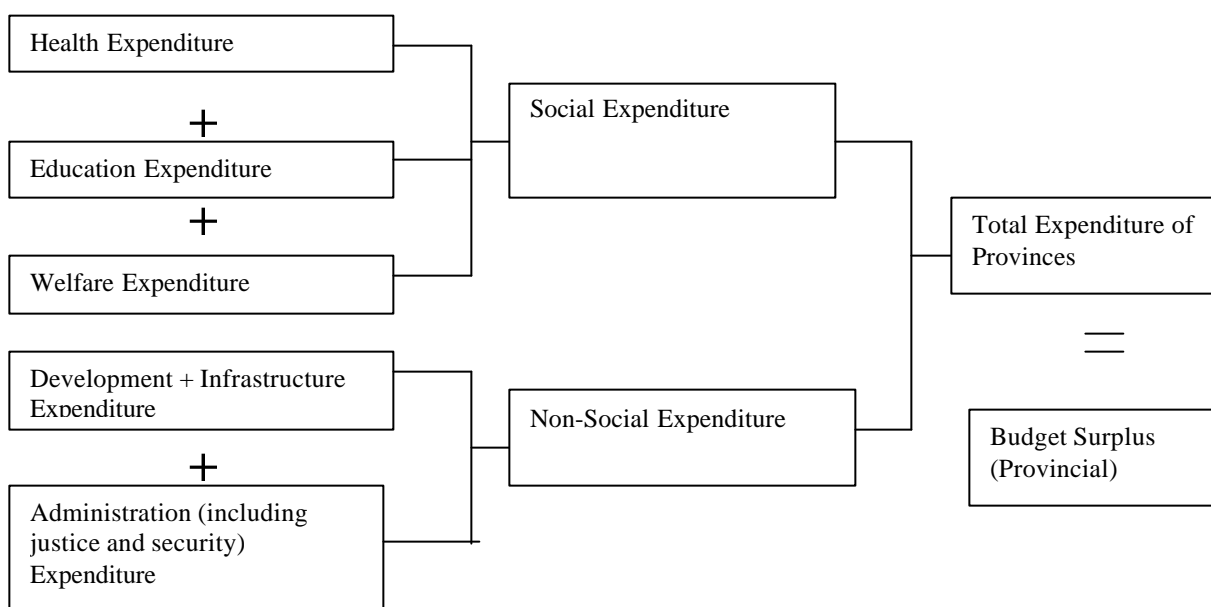 Health Expenditure
+
Education Expenditure
+
Welfare Expenditure
Development + Infrastructure
Expenditure
+
Administration (including
justice and security)
Expenditure
Social Expenditure
Non-Social Expenditure
Total Expenditure of
Provinces
=
Budget Surplus
(Provincial)